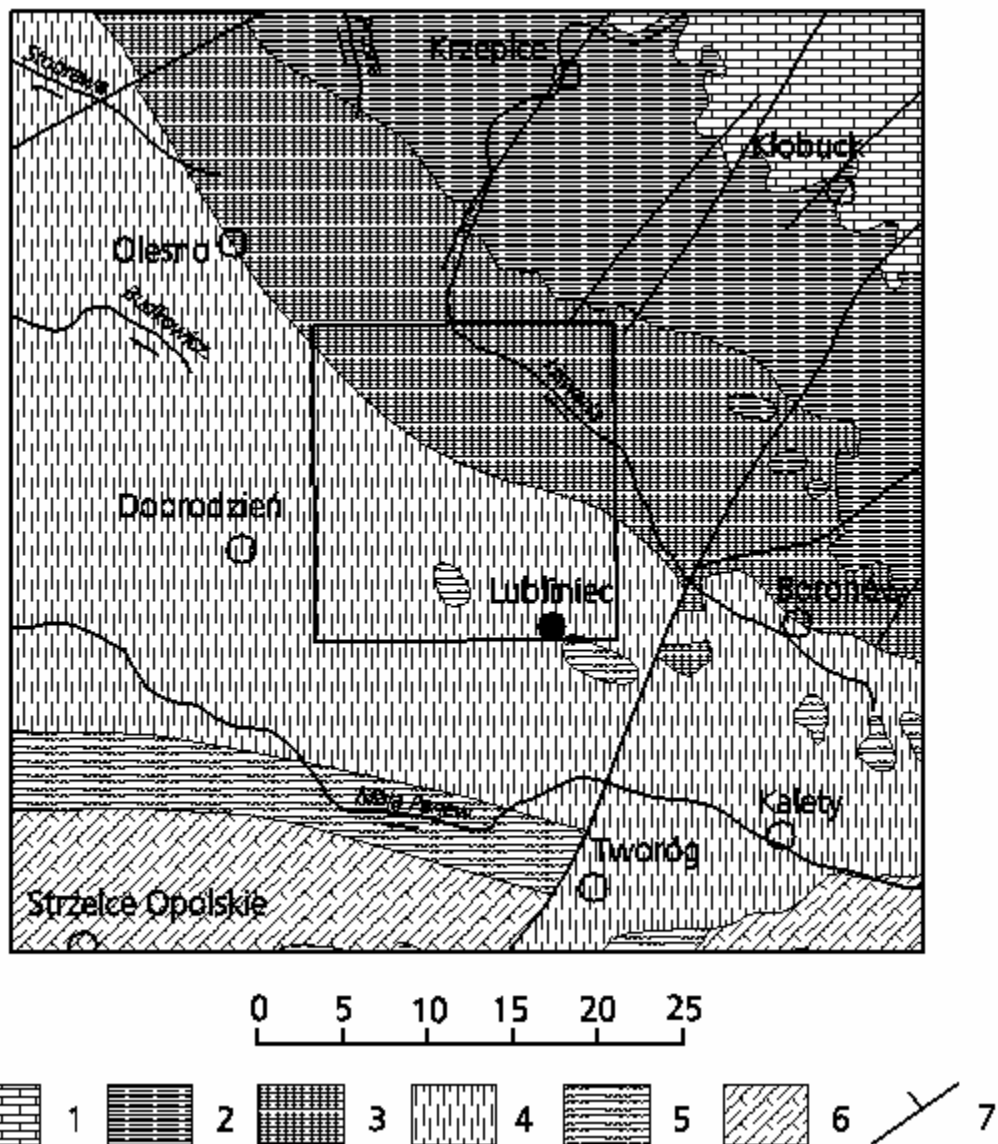 Krzepice
Kłobuck
Olesno
Dobrodzień
Lubliniec
Boronów
Kalety
Tworóg
Strzelce Opolskie
0 5 10 15 20 25
1 2 3 4 5 6 7